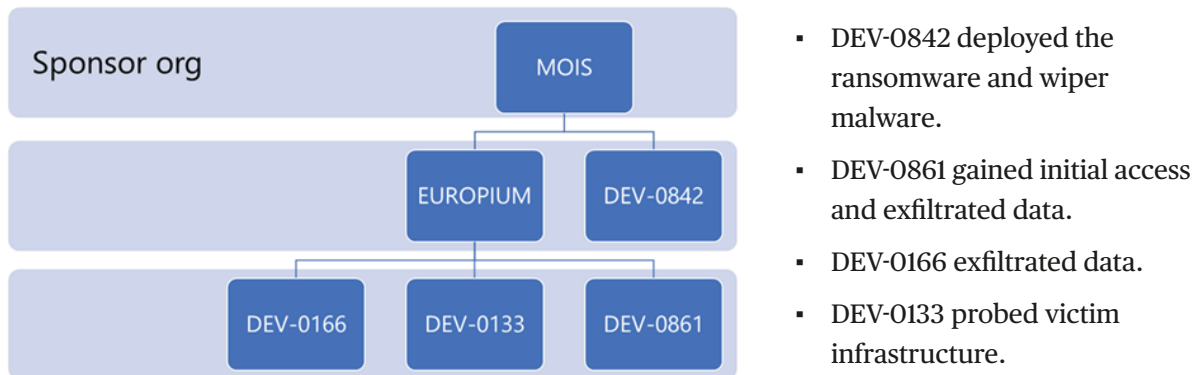 Sponsor org
MOIS
EUROPIUM
DEV-0842
DEV-0166
DEV-0133
DEV-0861
▪ DEV-0842 deployed the
ransomware and wiper
malware.
▪ DEV-0861 gained initial access
and exfiltrated data.
▪ DEV-0166 exfiltrated data.
▪ DEV-0133 probed victim
infrastructure.